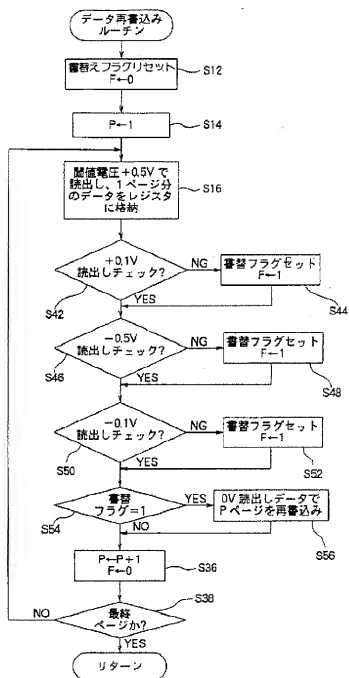 データ再書込み
ルーチン
書替えフラグリセット
F←0
S12
P←1
S14
閾値電圧+0.5Vで
読出し、1ページ分
のデータをレジスタ
に格納
S16
+0.1V
読出しチェック?
NG
YES
S42
書替フラグセット
F←1
S44
-0.5V
読出しチェック?
NG
YES
S46
書替フラグセット
F←1
S48
-0.1V
読出しチェック?
NG
YES
S50
書替フラグセット
F←1
S52
書替
フラグ=1
YES
NO
S54
0V読出しデータで
Pページを再書込み
S56
P←P+1
F←0
S36
最終
ページか?
S38
NO
YES
リターン